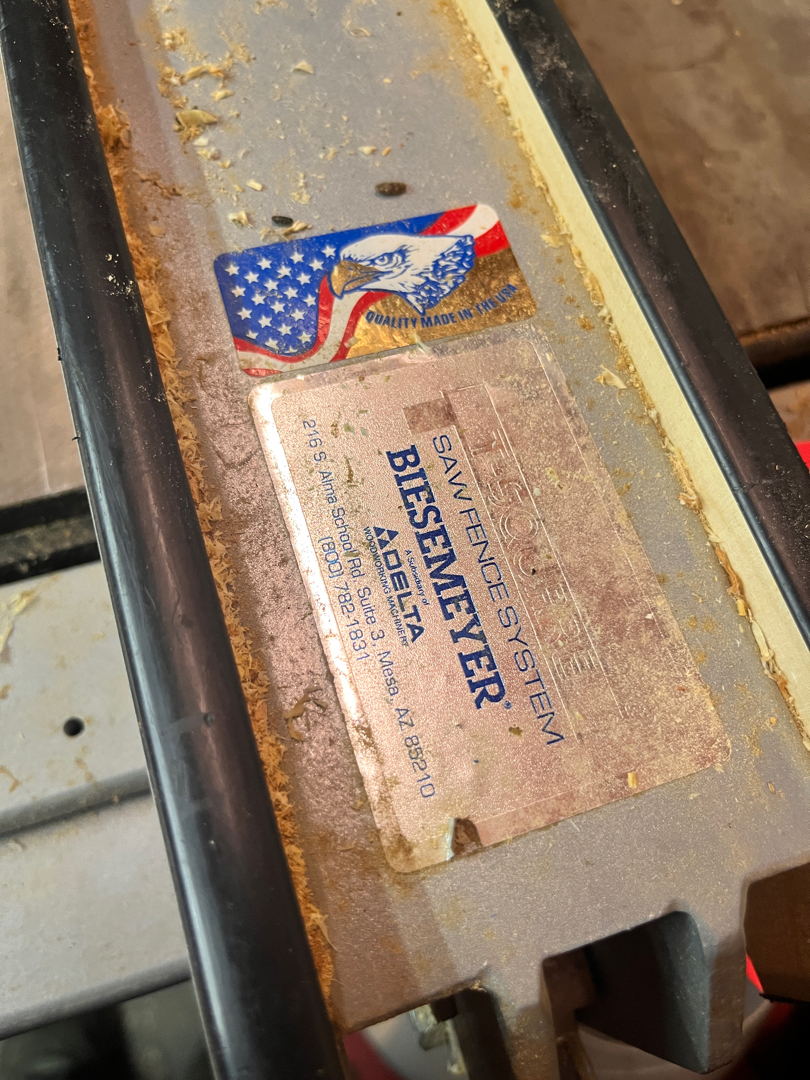 QUALITY MADE IN THE USA
T-SQUARE
SAW FENCE SYSTEM
BIESEMEYER®
A Subsidiary of
DELTA
WOODWORKING MACHINERY
216 S. Alma School Rd. Suite 3, Mesa, AZ 85210
(800) 782-1831